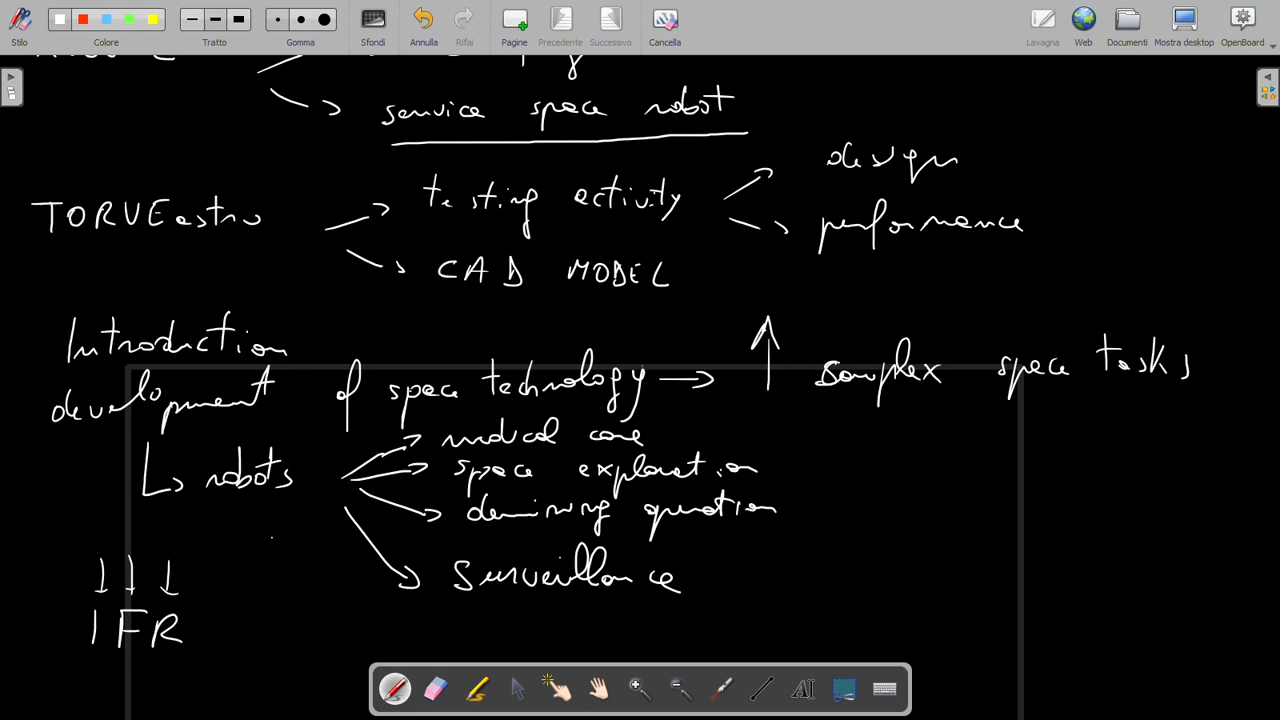 Stilo Colore Tratto Gomma Sfondi Annulla Rifai Pagine Precedente Successivo Cancella Lavagna Web Documenti Mostra desktop OpenBoard
service space robot
TORVEastro
testing activity
design
performance
CAD MODEL
Introduction
development of space technology → ↑ complex space tasks
↳ robots
medical care
space exploration
demining operation
surveillance
↓ ↓ ↓
IFR
AI